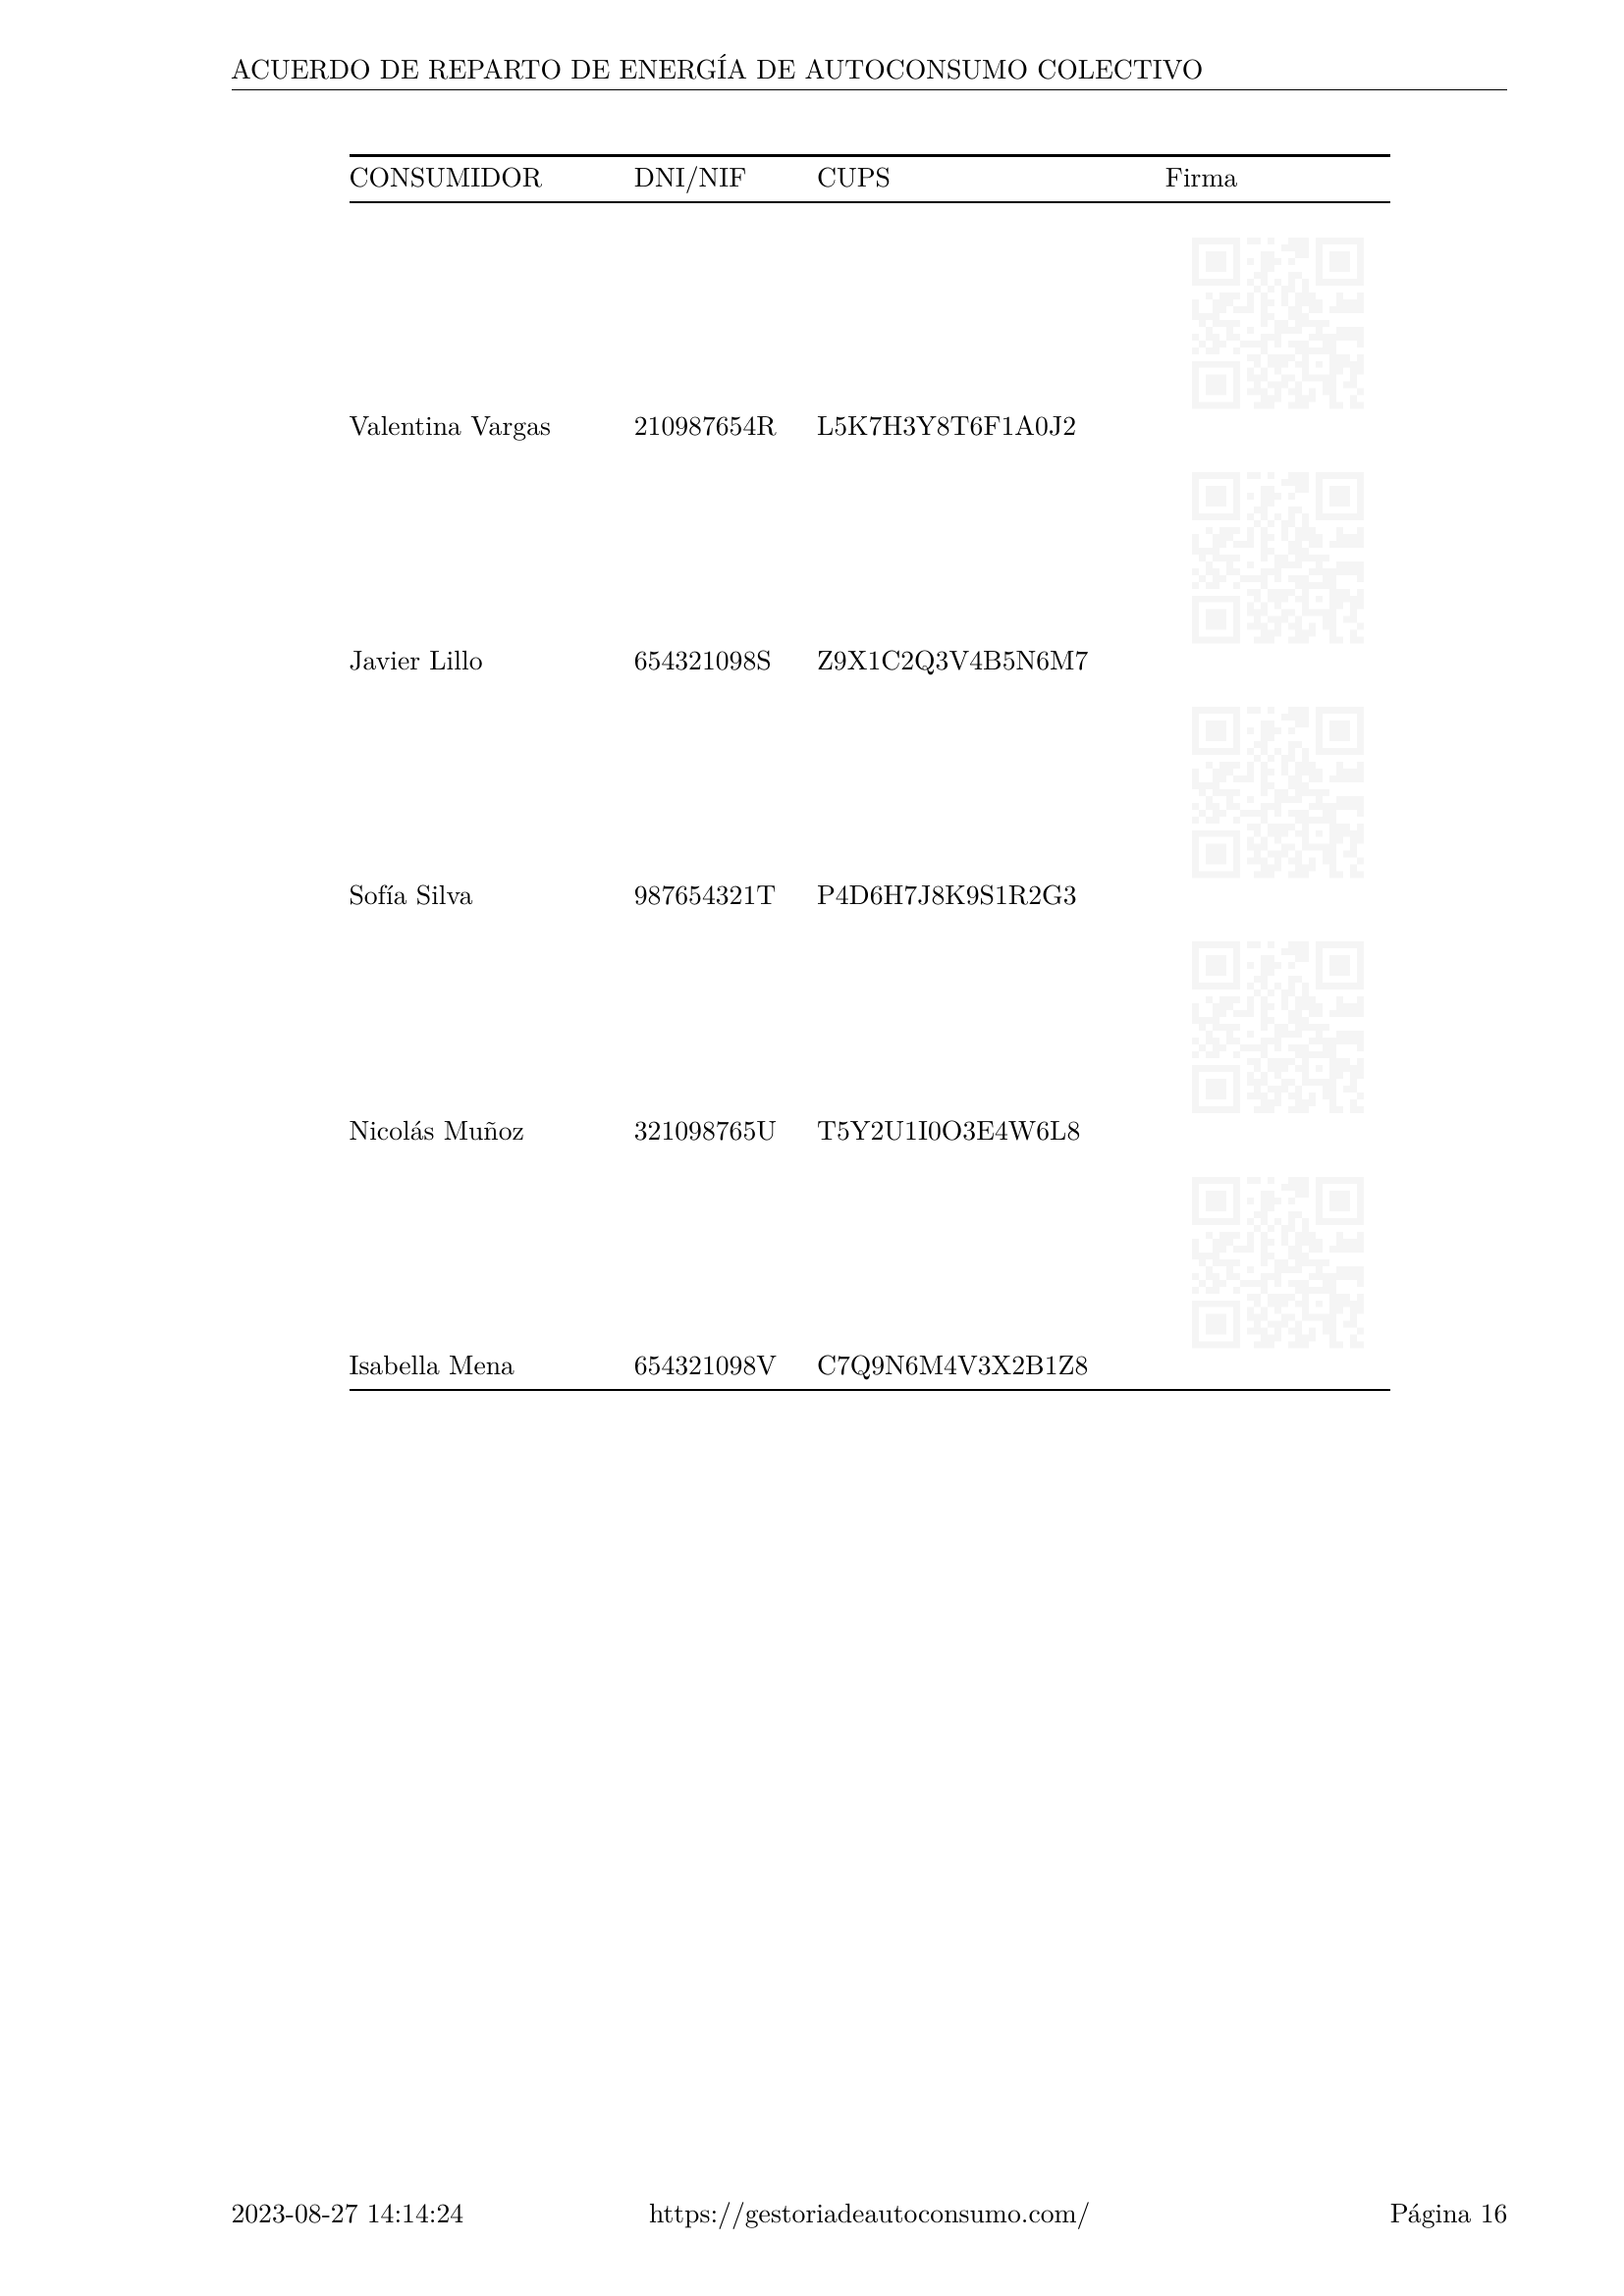 ACUERDO DE REPARTO DE ENERGÍA DE AUTOCONSUMO COLECTIVO
CONSUMIDOR DNI/NIF CUPS Firma
Valentina Vargas 210987654R L5K7H3Y8T6F1A0J2
Javier Lillo 654321098S Z9X1C2Q3V4B5N6M7
Sofía Silva 987654321T P4D6H7J8K9S1R2G3
Nicolás Muñoz 321098765U T5Y2U1I0O3E4W6L8
Isabella Mena 654321098V C7Q9N6M4V3X2B1Z8
2023-08-27 14:14:24 https://gestoriadeautoconsumo.com/ Página 16